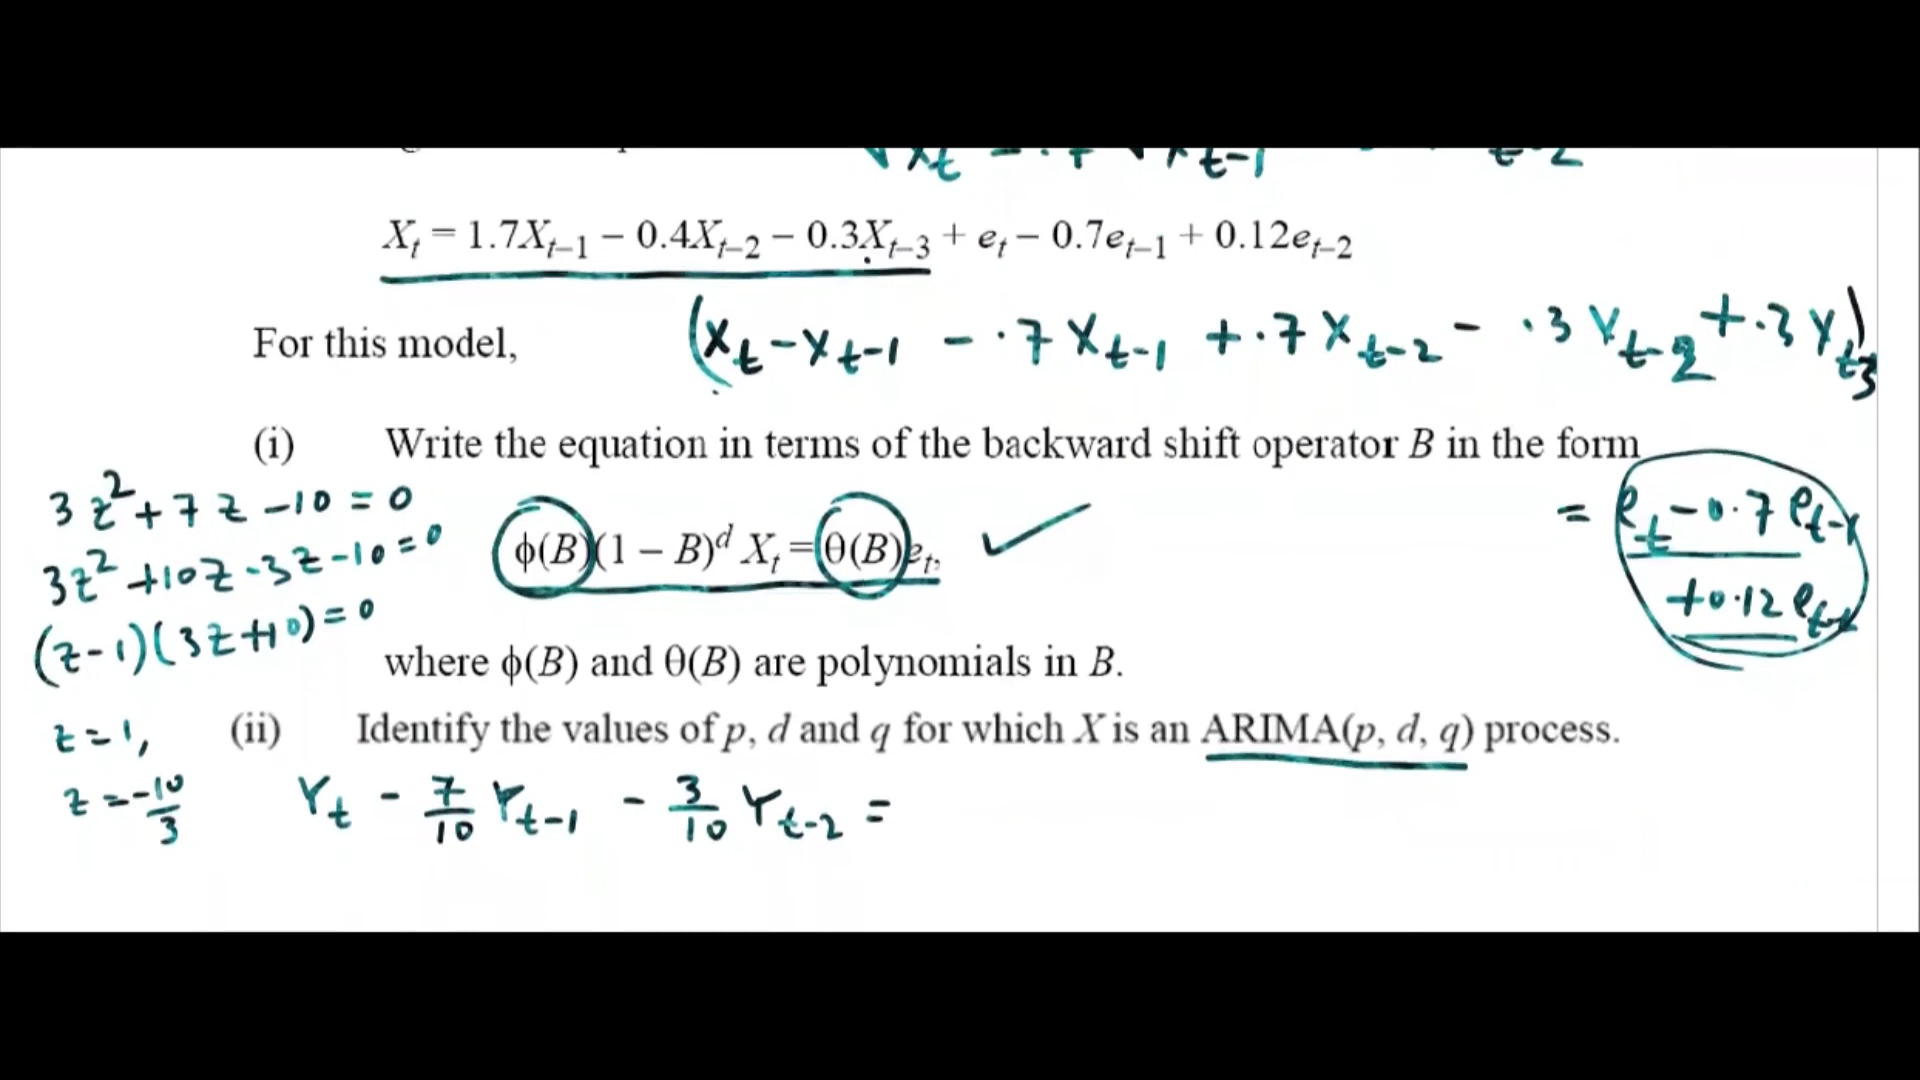 X_t = 1.7X_{t–1} – 0.4X_{t–2} – 0.3X_{t–3} + e_t – 0.7e_{t–1} + 0.12e_{t–2}
For this model,
(X_t – X_{t–1} – .7 X_{t–1} + .7 X_{t–2} – .3 X_{t–2} + .3 X_{t3})
(i) Write the equation in terms of the backward shift operator B in the form
= e_t – 0.7 e_{t–1}
+0.12 e_{t–2}
3z² + 7z – 10 = 0
3z² + 10z – 3z – 10 = 0
(z – 1)(3z + 10) = 0
ϕ(B)(1 – B)^d X_t = θ(B)e_t,
where ϕ(B) and θ(B) are polynomials in B.
z = 1,
z = –10/3
(ii) Identify the values of p, d and q for which X is an ARIMA(p, d, q) process.
Y_t – 7/10 Y_{t–1} – 3/10 Y_{t–2} =